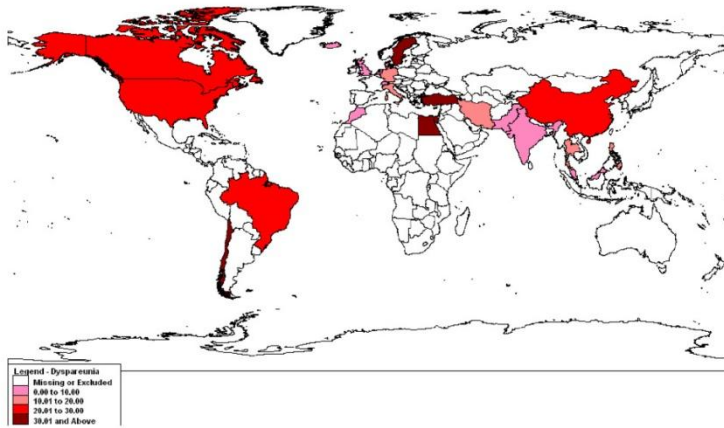 Legend - Dyspareunia
Missing or Excluded
0.00 to 10.00
10.01 to 20.00
20.01 to 30.00
30.01 and Above